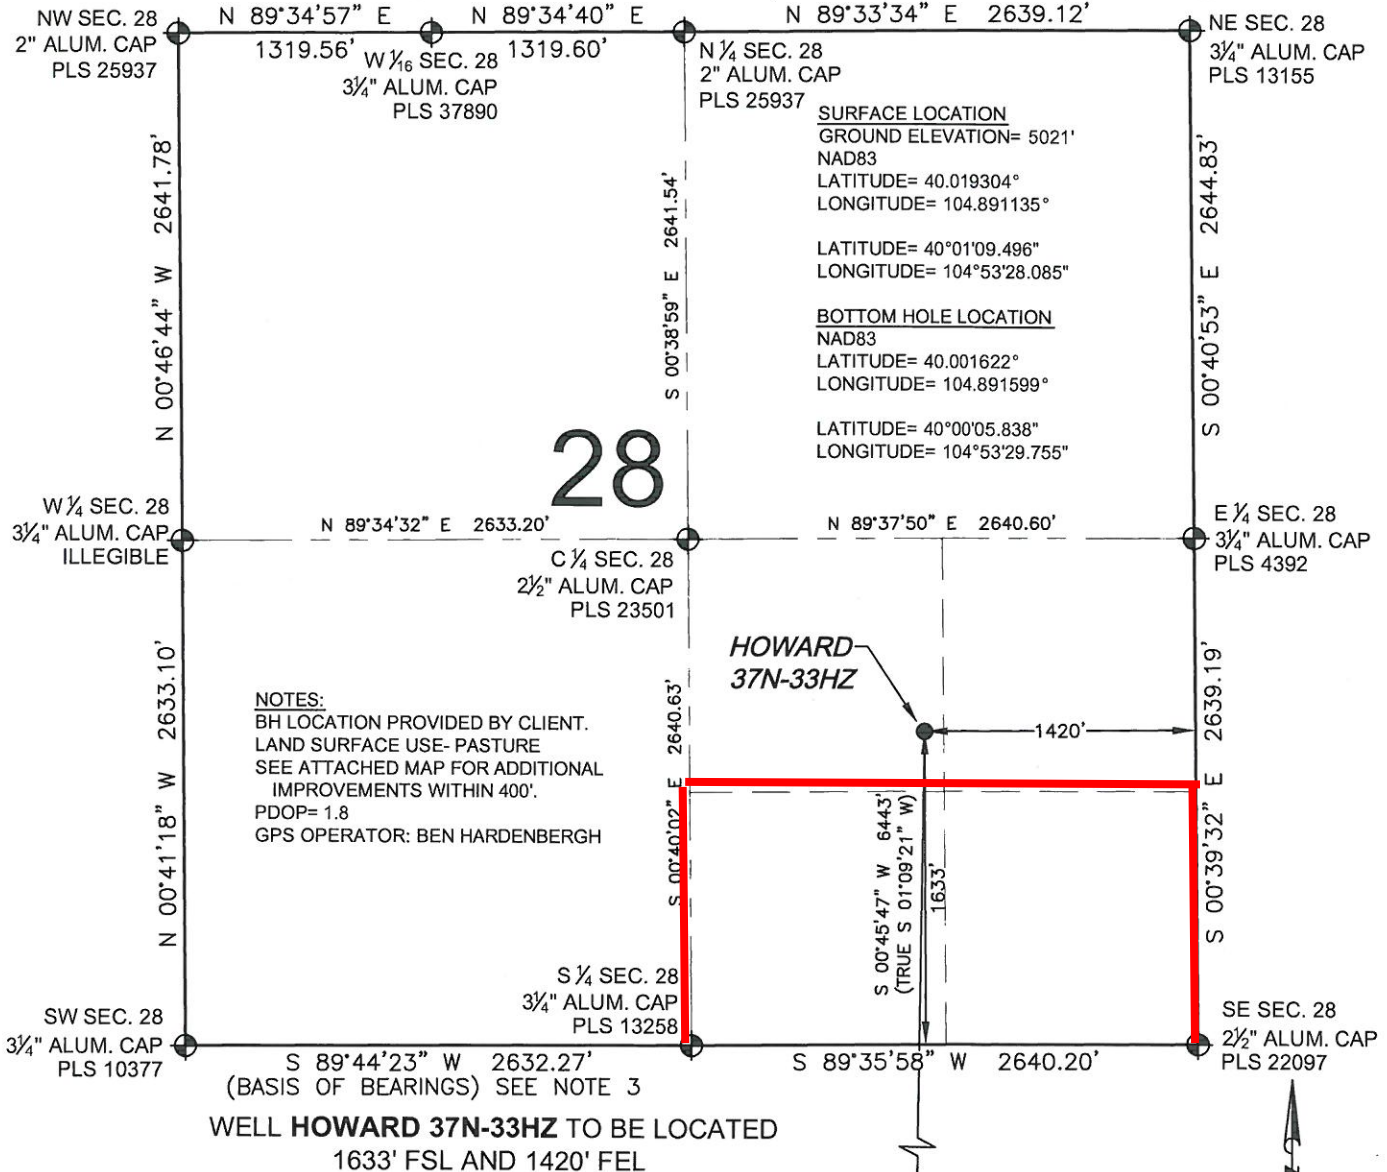 NW SEC. 28
2" ALUM. CAP
PLS 25937
N 89°34'57" E
1319.56'
W 1/16 SEC. 28
3¼" ALUM. CAP
PLS 37890
N 89°34'40" E
1319.60'
N ¼ SEC. 28
2" ALUM. CAP
PLS 25937
N 89°33'34" E 2639.12'
NE SEC. 28
3¼" ALUM. CAP
PLS 13155
SURFACE LOCATION
GROUND ELEVATION= 5021'
NAD83
LATITUDE= 40.019304°
LONGITUDE= 104.891135°
LATITUDE= 40°01'09.496"
LONGITUDE= 104°53'28.085"
BOTTOM HOLE LOCATION
NAD83
LATITUDE= 40.001622°
LONGITUDE= 104.891599°
LATITUDE= 40°00'05.838"
LONGITUDE= 104°53'29.755"
N 00°46'44" W 2641.78'
S 00°38'59" E 2641.54'
S 00°40'53" E 2644.83'
28
W ¼ SEC. 28
3¼" ALUM. CAP
ILLEGIBLE
N 89°34'32" E 2633.20'
C ¼ SEC. 28
2½" ALUM. CAP
PLS 23501
N 89°37'50" E 2640.60'
E ¼ SEC. 28
3¼" ALUM. CAP
PLS 4392
HOWARD
37N-33HZ
1420'
NOTES:
BH LOCATION PROVIDED BY CLIENT.
LAND SURFACE USE- PASTURE
SEE ATTACHED MAP FOR ADDITIONAL
IMPROVEMENTS WITHIN 400'.
PDOP= 1.8
GPS OPERATOR: BEN HARDENBERGH
N 00°41'18" W 2633.10'
S 00°40'02" E 2640.63'
S 00°45'47" W 6443'
(TRUE S 01°09'21" W)
1633'
S 00°39'32" E 2639.19'
SW SEC. 28
3¼" ALUM. CAP
PLS 10377
S ¼ SEC. 28
3¼" ALUM. CAP
PLS 13258
SE SEC. 28
2½" ALUM. CAP
PLS 22097
S 89°44'23" W 2632.27'
(BASIS OF BEARINGS) SEE NOTE 3
S 89°35'58" W 2640.20'
WELL HOWARD 37N-33HZ TO BE LOCATED
1633' FSL AND 1420' FEL